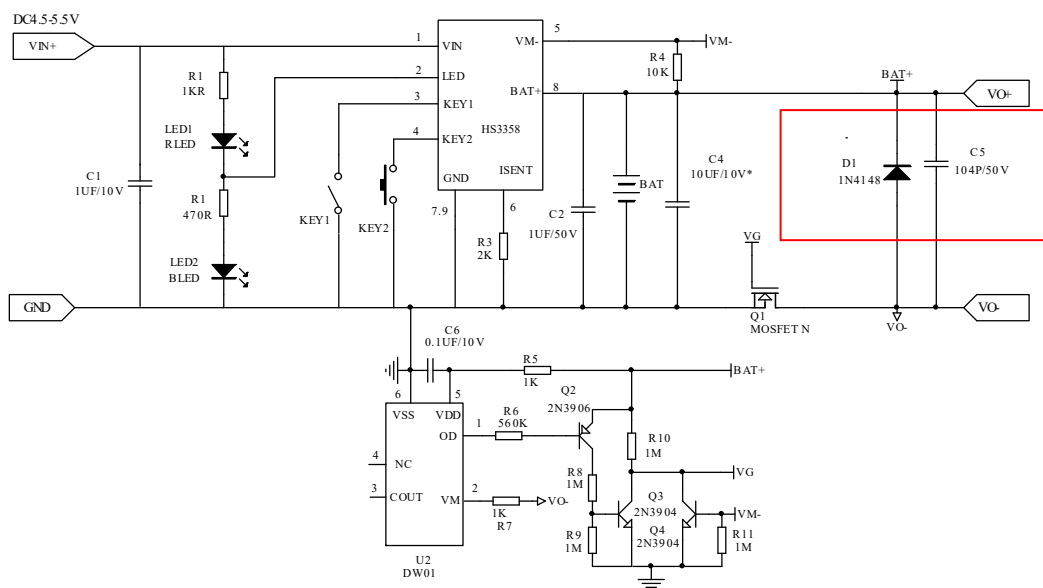 DC4.5-5.5V
VIN+
1
VIN
VM-
5
VM-
R1
1KR
2
LED
R4
10K
BAT+
BAT+
8
VO+
3
KEY1
LED1
RLED
HS3358
4
KEY2
C1
1UF/10V
GND
ISENT
C4
10UF/10V*
D1
1N4148
C5
104P/50V
R1
470R
7.9
6
BAT
KEY1
KEY2
C2
1UF/50V
R3
2K
VG
LED2
BLED
GND
VO-
Q1
MOSFET N
VO-
C6
0.1UF/10V
R5
1K
BAT+
6
5
VSS
VDD
Q2
2N3906
1
OD
R6
560K
R10
1M
4
NC
VG
R8
1M
3
COUT
VM
2
VO-
1K
R7
Q3
2N3904
VM-
Q4
2N3904
R9
1M
R11
1M
U2
DW01